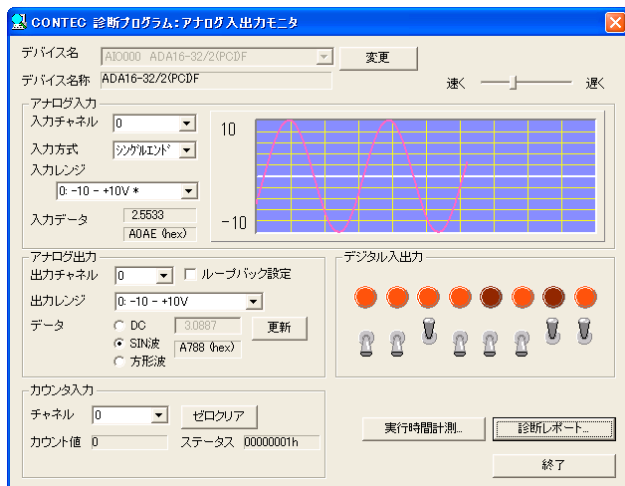 CONTEC 診断プログラム：アナログ入出力モニタ
デバイス名 AIO000 ADA16-32/2(PCI)F 変更
デバイス名称 ADA16-32/2(PCI)F 速く 遅く
アナログ入力
入力チャネル 0
入力方式 シングルエンド
入力レンジ
0: -10 - +10V *
入力データ 2.5533
A0AE (hex)
10
-10
アナログ出力
出力チャネル 0 ループバック設定
出力レンジ 0: -10 - +10V
データ DC 3.0887 更新
SIN波 A788 (hex)
方形波
デジタル入出力
カウンタ入力
チャネル 0 ゼロクリア
カウント値 0 ステータス 00000001h
実行時間計測... 診断レポート...
終了